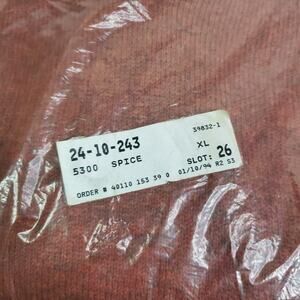 39832-1
24-10-243 XL
5300 SPICE SLOT: 26
ORDER # 40110 153 39 0 01/10/94 R2 S3